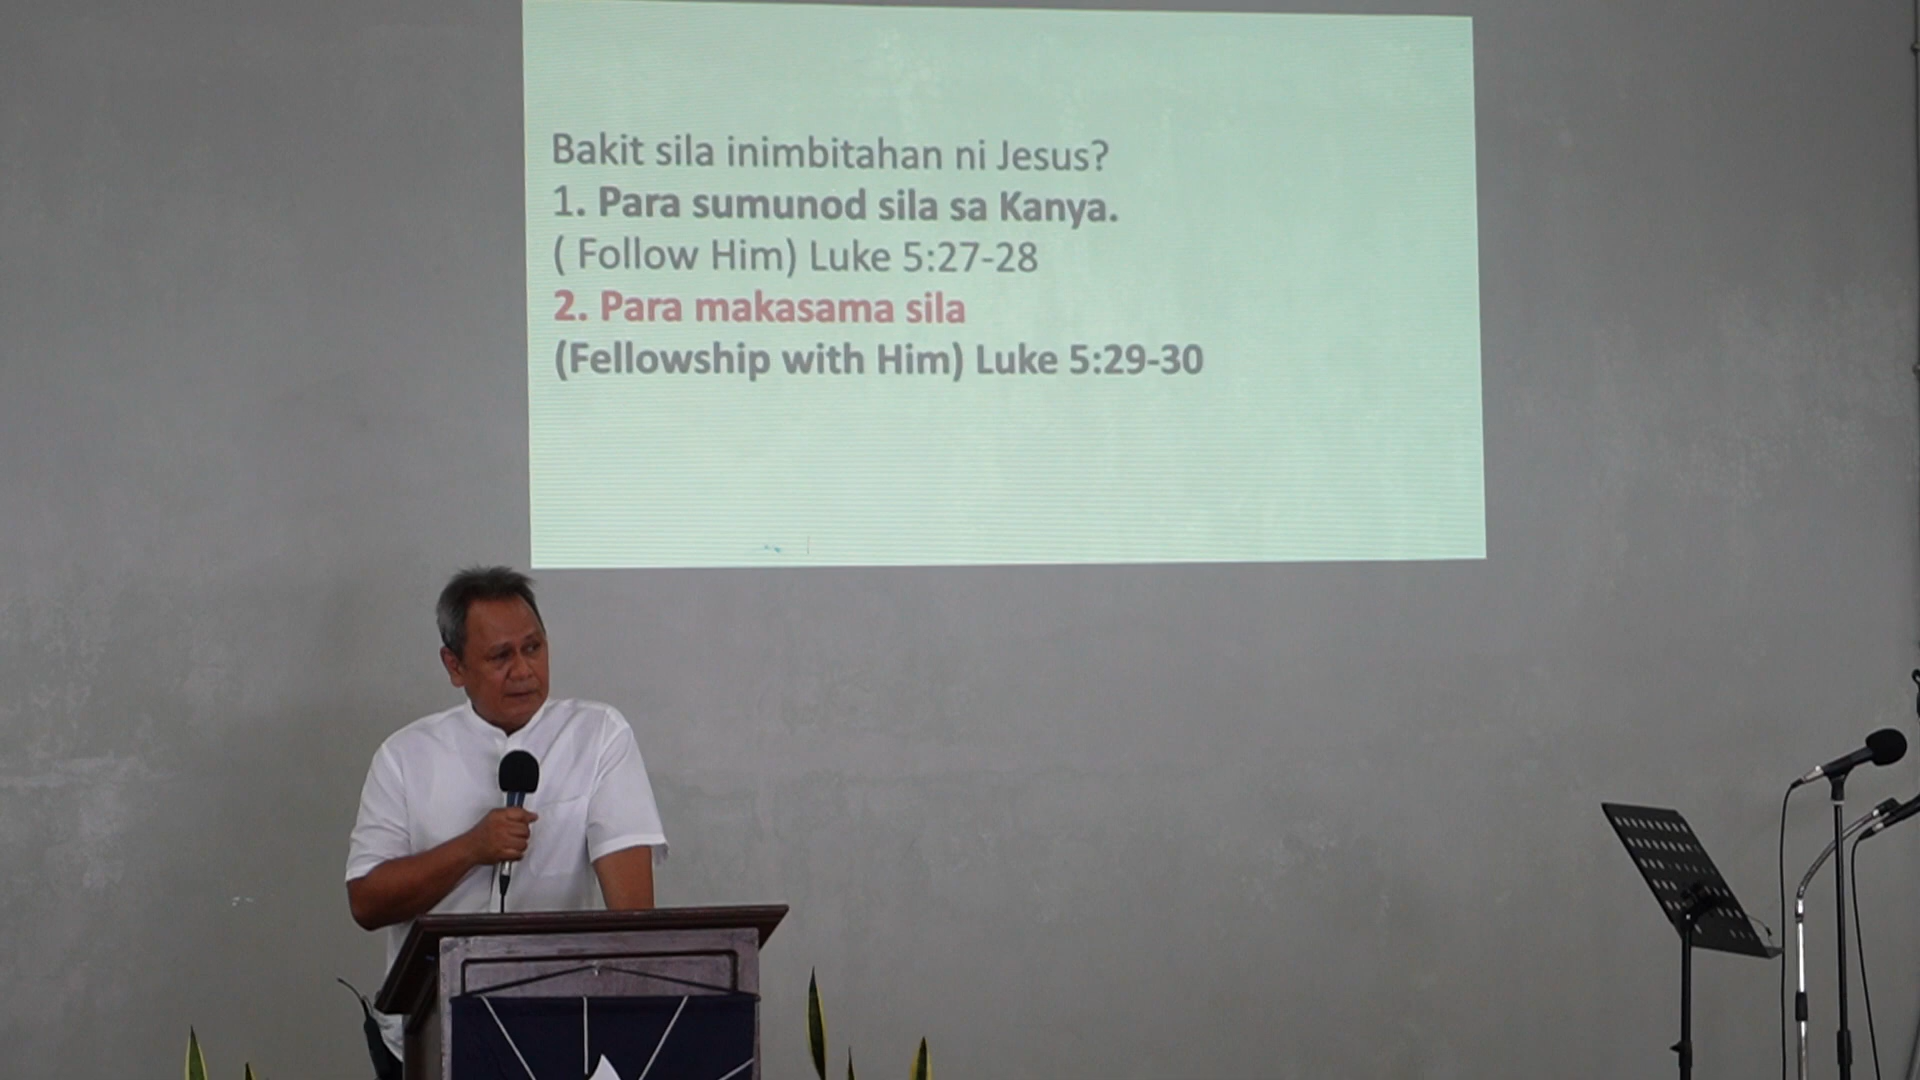 Bakit sila inimbitahan ni Jesus?
1. Para sumunod sila sa Kanya.
( Follow Him) Luke 5:27-28
2. Para makasama sila
(Fellowship with Him) Luke 5:29-30